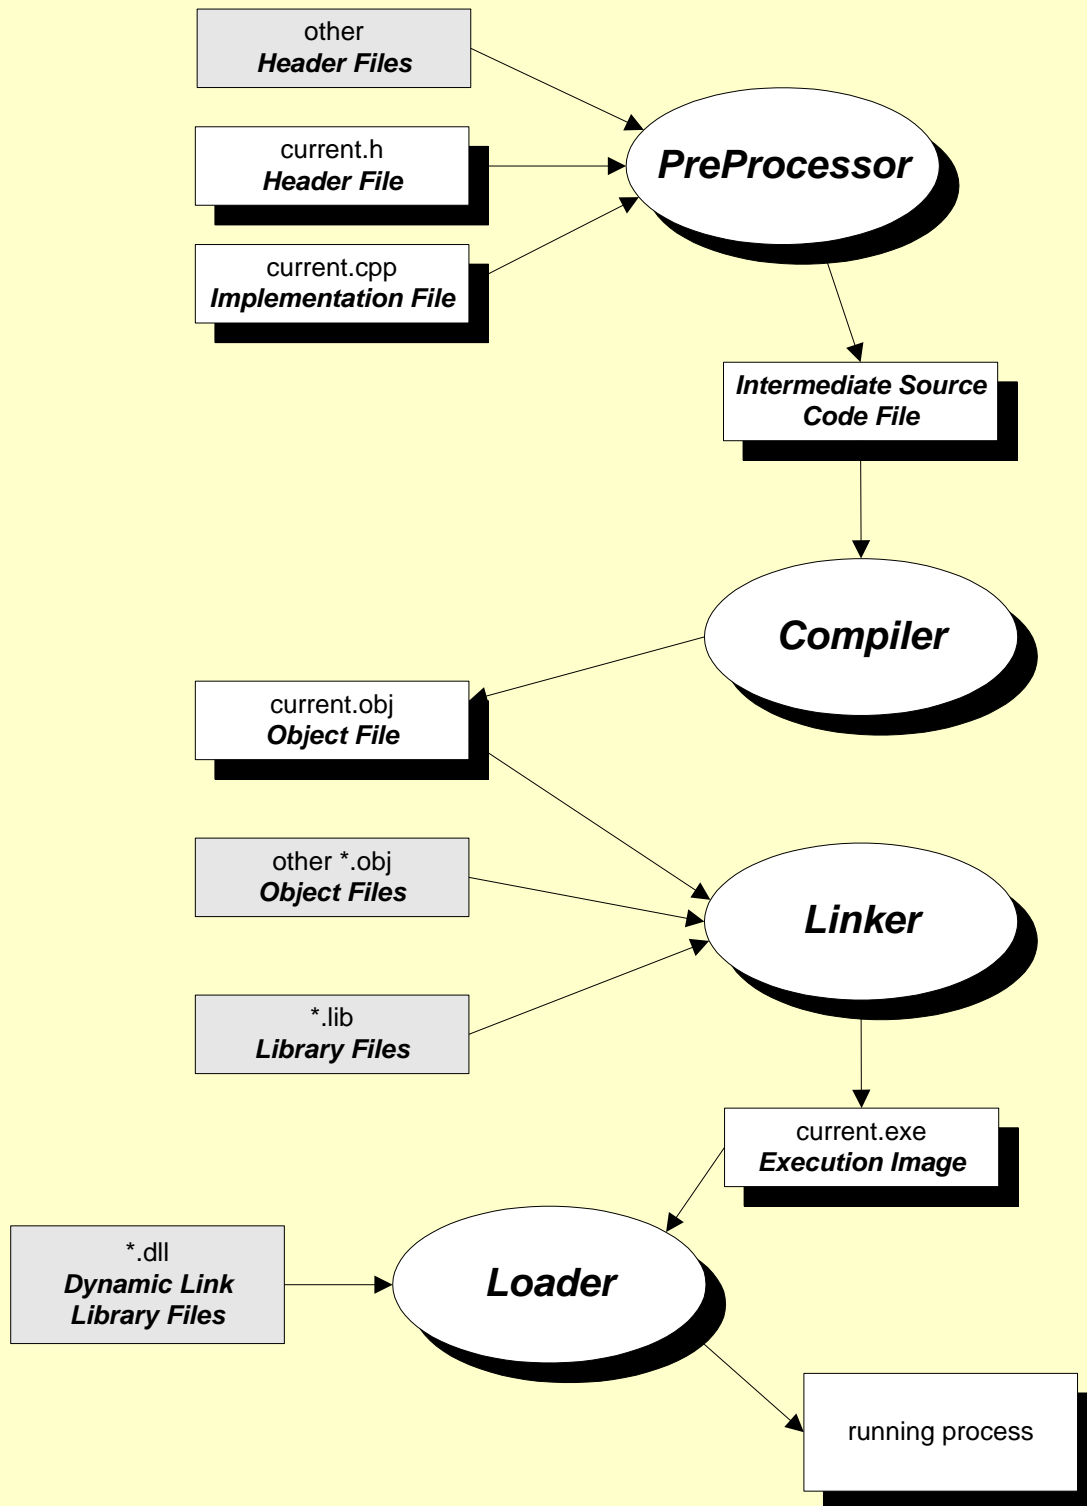 other
Header Files
current.h
Header File
current.cpp
Implementation File
PreProcessor
Intermediate Source
Code File
Compiler
current.obj
Object File
other *.obj
Object Files
*.lib
Library Files
Linker
current.exe
Execution Image
*.dll
Dynamic Link
Library Files
Loader
running process